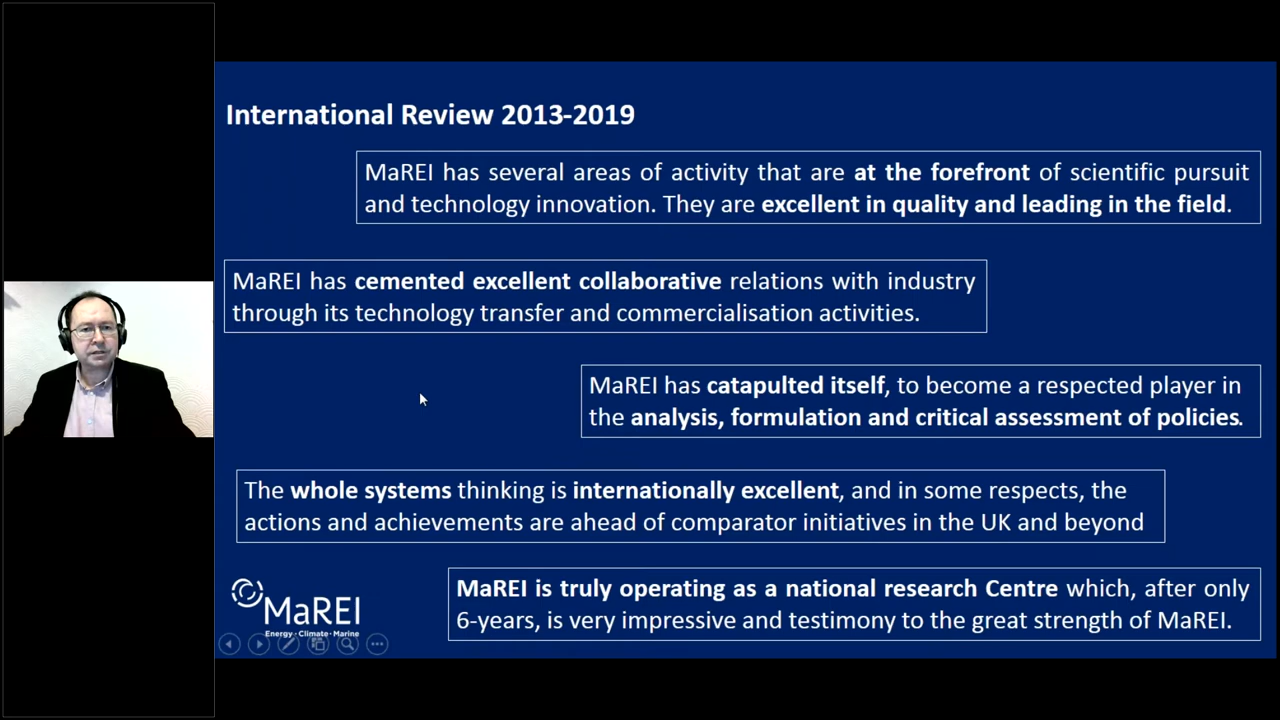 International Review 2013-2019
MaREI has several areas of activity that are at the forefront of scientific pursuit
and technology innovation. They are excellent in quality and leading in the field.
MaREI has cemented excellent collaborative relations with industry
through its technology transfer and commercialisation activities.
MaREI has catapulted itself, to become a respected player in
the analysis, formulation and critical assessment of policies.
The whole systems thinking is internationally excellent, and in some respects, the
actions and achievements are ahead of comparator initiatives in the UK and beyond
MaREI is truly operating as a national research Centre which, after only
6-years, is very impressive and testimony to the great strength of MaREI.
MaREI
Energy · Climate · Marine